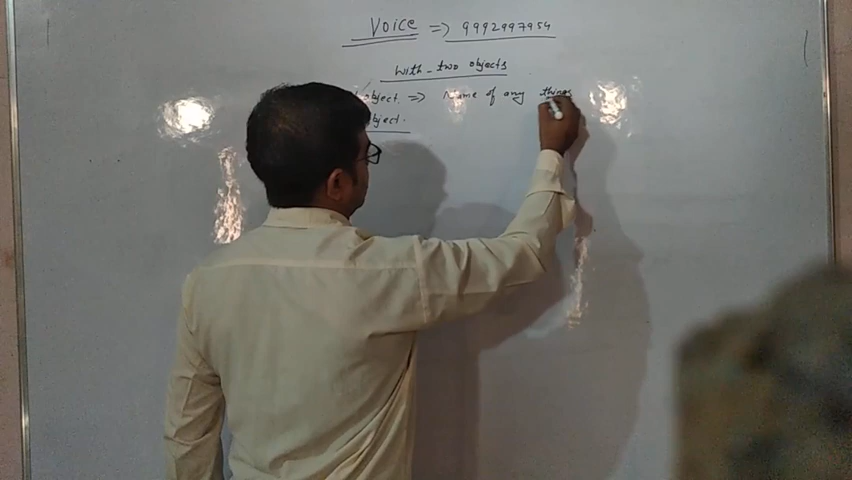 Voice => 9992997954
With-two objects
object. => Name of any things
object.